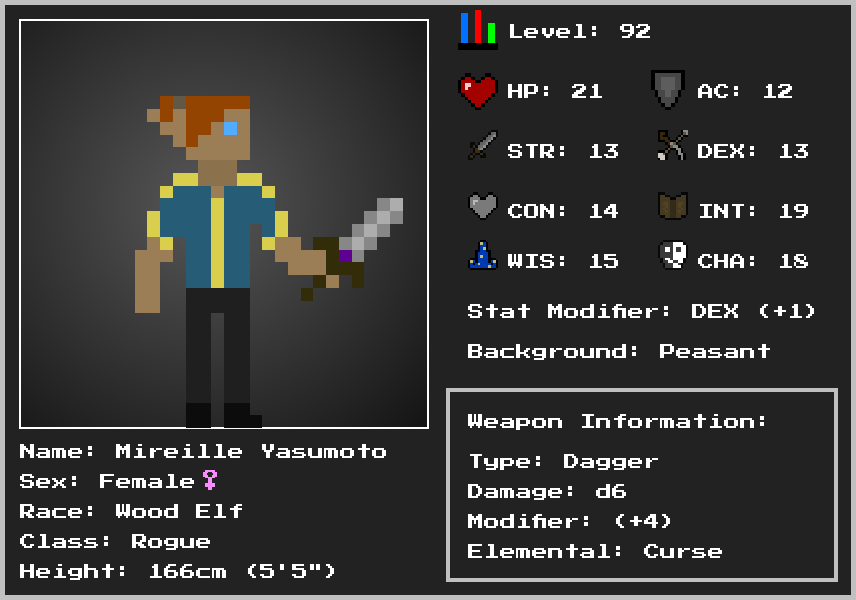 Level: 92
HP: 21 AC: 12
STR: 13 DEX: 13
CON: 14 INT: 19
WIS: 15 CHA: 18
Stat Modifier: DEX (+1)
Background: Peasant
Weapon Information:
Type: Dagger
Damage: d6
Modifier: (+4)
Elemental: Curse
Name: Mireille Yasumoto
Sex: Female♀
Race: Wood Elf
Class: Rogue
Height: 166cm (5'5")